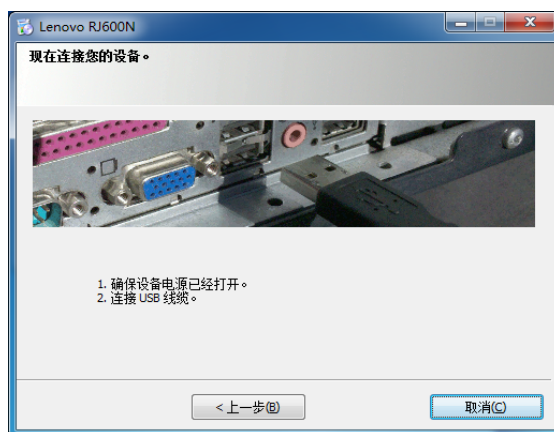 Lenovo RJ600N
现在连接您的设备。
1. 确保设备电源已经打开。
2. 连接 USB 线缆。
< 上一步(B)
取消(C)